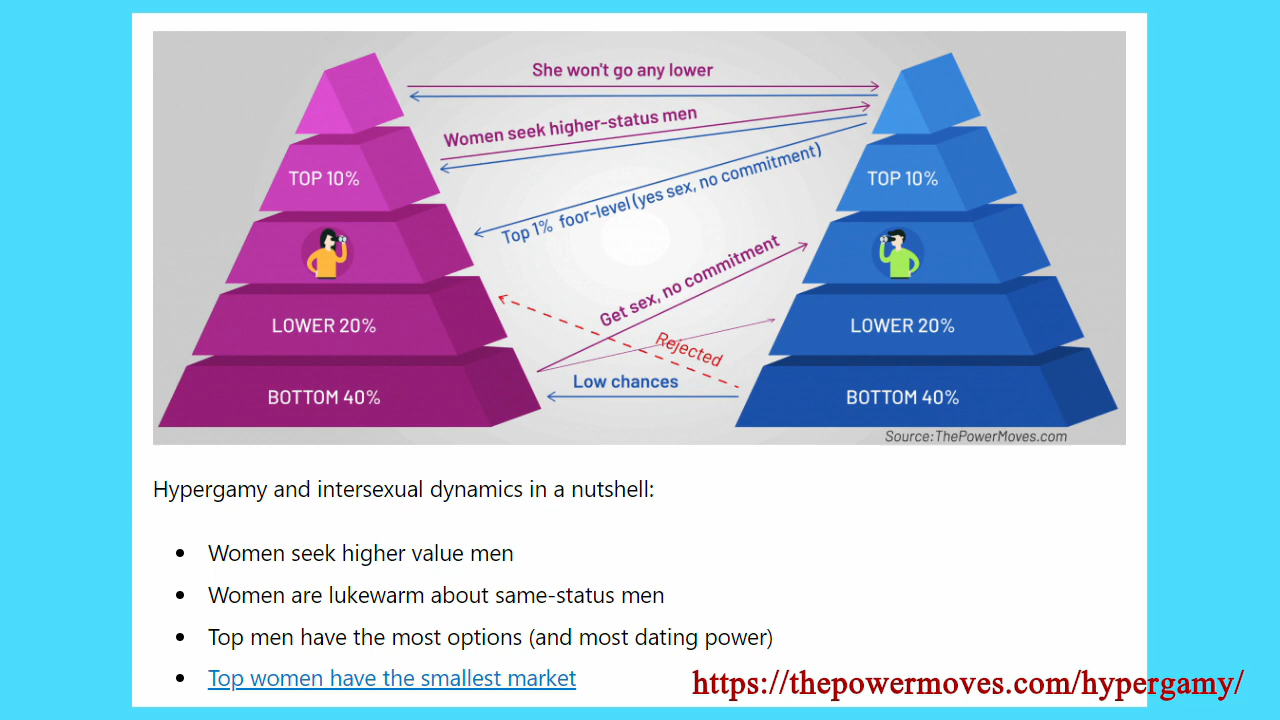 She won't go any lower
Women seek higher-status men
TOP 10%
TOP 10%
Top 1% foor-level (yes sex, no commitment)
Get sex, no commitment
LOWER 20%
LOWER 20%
Rejected
Low chances
BOTTOM 40%
BOTTOM 40%
Source:ThePowerMoves.com
Hypergamy and intersexual dynamics in a nutshell:
Women seek higher value men
Women are lukewarm about same-status men
Top men have the most options (and most dating power)
Top women have the smallest market
https://thepowermoves.com/hypergamy/